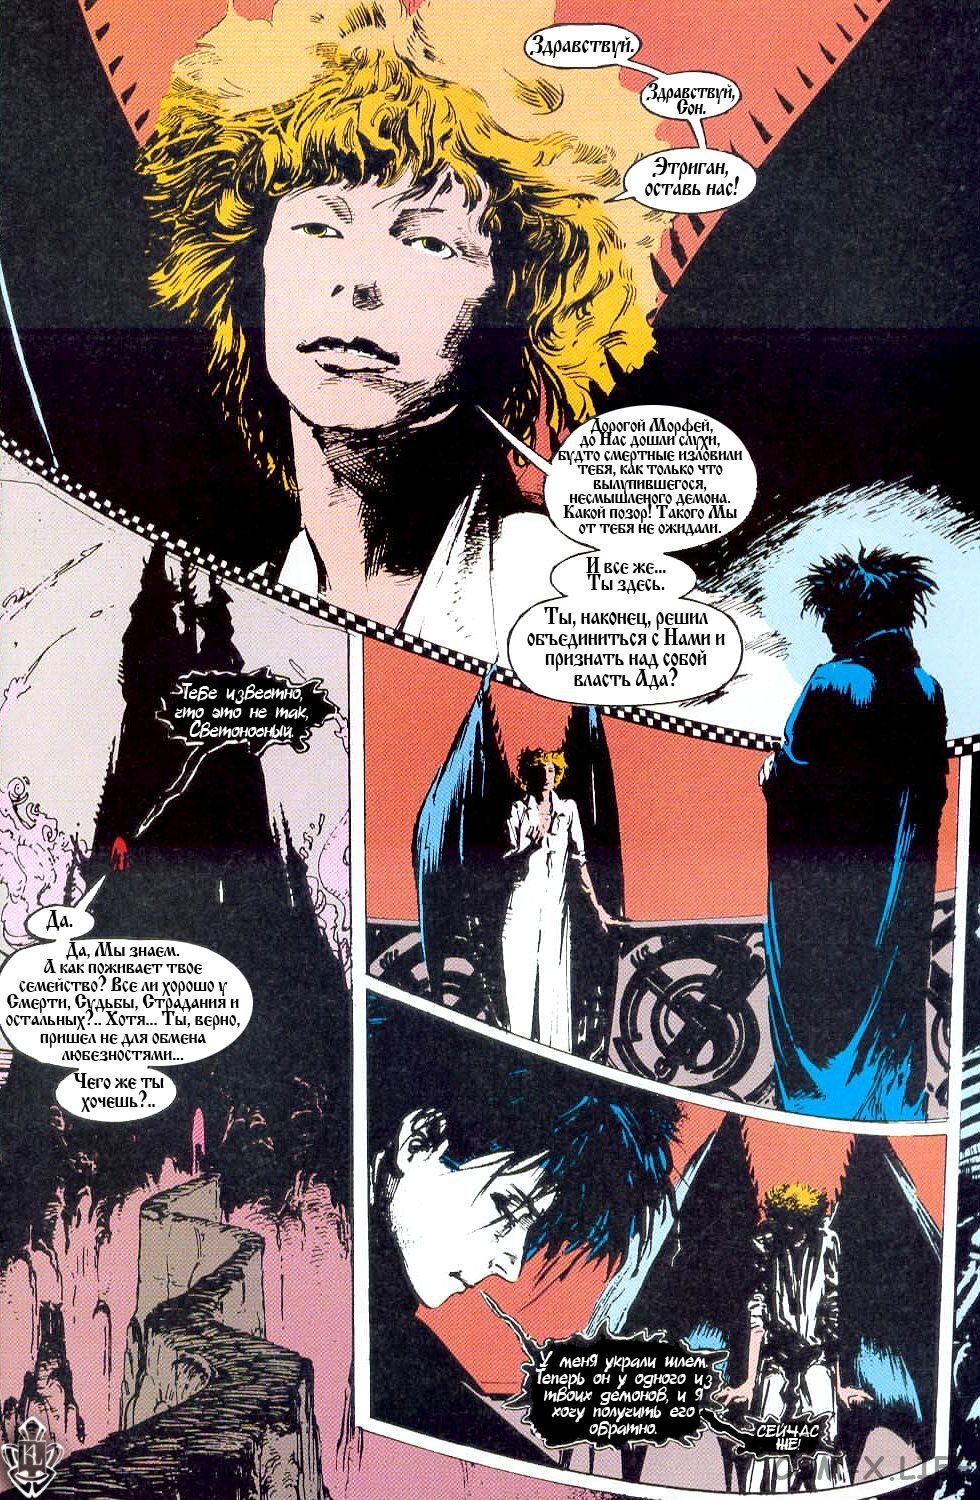 Здравствуй.
Здравствуй,
Сон.
Этриган,
оставь нас!
Дорогой Морфей,
до Нас дошли слухи,
будто смертные изловили
тебя, как только что
вылупившегося,
несмышленого демона.
Какой позор! Такого Мы
от тебя не ожидали.
И все же...
Ты здесь.
Ты, наконец, решил
объединиться с Нами и
признать над собой
власть Ада?
Тебе известно,
что это не так,
Светоносный.
Да.
Да, Мы знаем.
А как поживает твое
семейство? Все ли хорошо у
Смерти, Судьбы, Страдания и
остальных?.. Хотя... Ты, верно,
пришел не для обмена
любезностями...
Чего же ты
хочешь?..
У меня украли шлем.
Теперь он у одного из
твоих демонов, и я
хочу получить его
обратно.
СЕЙЧАС
ЖЕ!